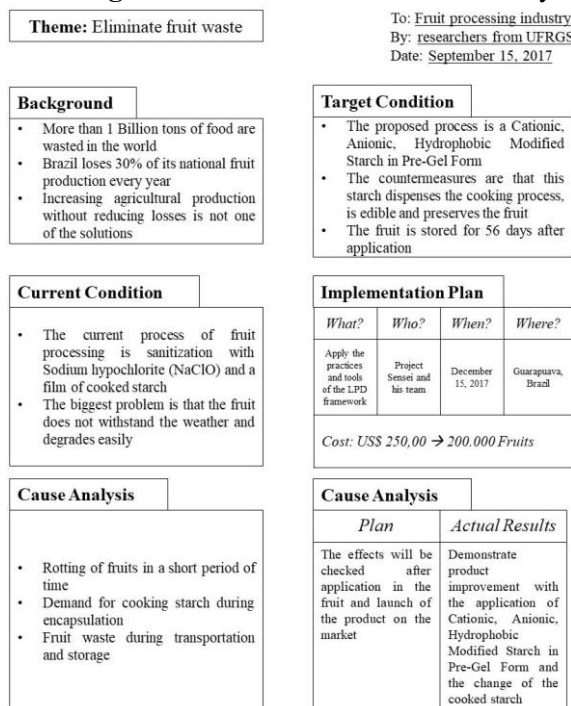 Theme: Eliminate fruit waste
To: Fruit processing industry
By: researchers from UFRGS
Date: September 15, 2017
Background
• More than 1 Billion tons of food are
wasted in the world
• Brazil loses 30% of its national fruit
production every year
• Increasing agricultural production
without reducing losses is not one
of the solutions
Target Condition
• The proposed process is a Cationic,
Anionic, Hydrophobic Modified
Starch in Pre-Gel Form
• The countermeasures are that this
starch dispenses the cooking process,
is edible and preserves the fruit
• The fruit is stored for 56 days after
application
Current Condition
• The current process of fruit
processing is sanitization with
Sodium hypochlorite (NaClO) and a
film of cooked starch
• The biggest problem is that the fruit
does not withstand the weather and
degrades easily
Implementation Plan
What? Who? When? Where?
Apply the
practices
and tools
of the LPD
framework
Project
Sensei and
his team
December
15, 2017
Guarapuava,
Brazil
Cost: US$ 250,00 → 200.000 Fruits
Cause Analysis
• Rotting of fruits in a short period of
time
• Demand for cooking starch during
encapsulation
• Fruit waste during transportation
and storage
Cause Analysis
Plan
The effects will be
checked after
application in the
fruit and launch of
the product on the
market
Actual Results
Demonstrate
product
improvement with
the application of
Cationic, Anionic,
Hydrophobic
Modified Starch in
Pre-Gel Form and
the change of the
cooked starch